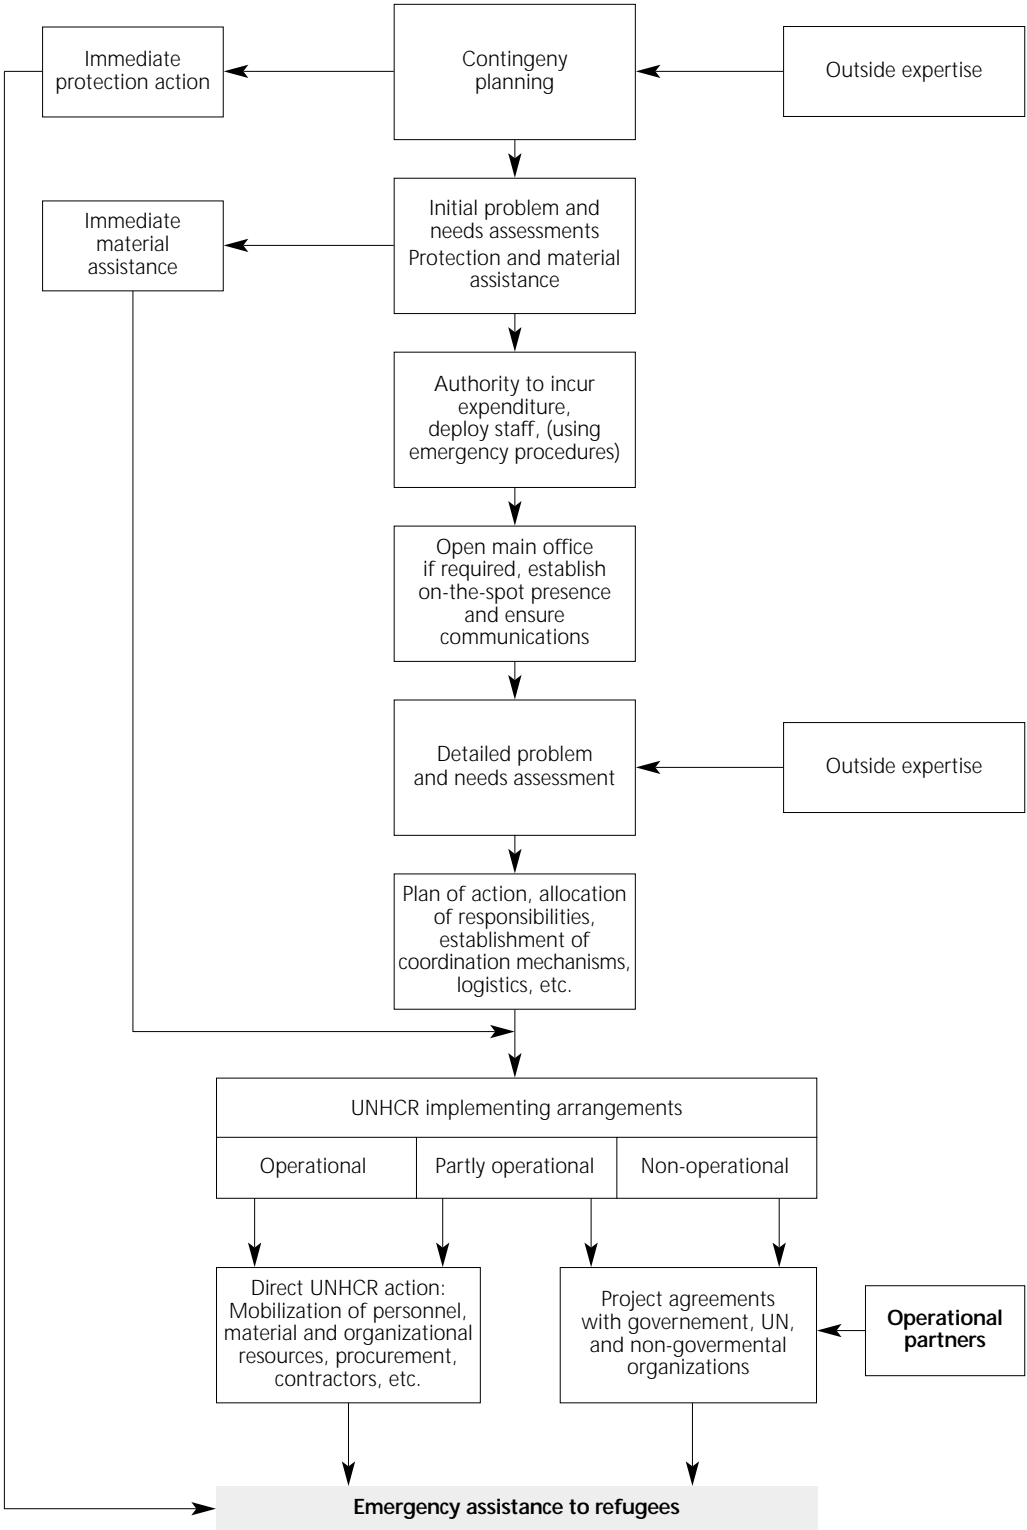 Immediate
protection action
Contingeny
planning
Outside expertise
Immediate
material
assistance
Initial problem and
needs assessments
Protection and material
assistance
Authority to incur
expenditure,
deploy staff, (using
emergency procedures)
Open main office
if required, establish
on-the-spot presence
and ensure
communications
Detailed problem
and needs assessment
Outside expertise
Plan of action, allocation
of responsibilities,
establishment of
coordination mechanisms,
logistics, etc.
UNHCR implementing arrangements
Operational
Partly operational
Non-operational
Direct UNHCR action:
Mobilization of personnel,
material and organizational
resources, procurement,
contractors, etc.
Project agreements
with governement, UN,
and non-govermental
organizations
Operational
partners
Emergency assistance to refugees